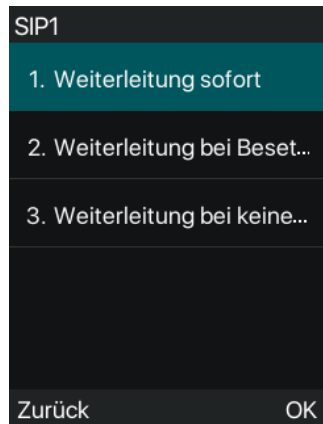 SIP1
1. Weiterleitung sofort
2. Weiterleitung bei Beset...
3. Weiterleitung bei keine...
Zurück OK